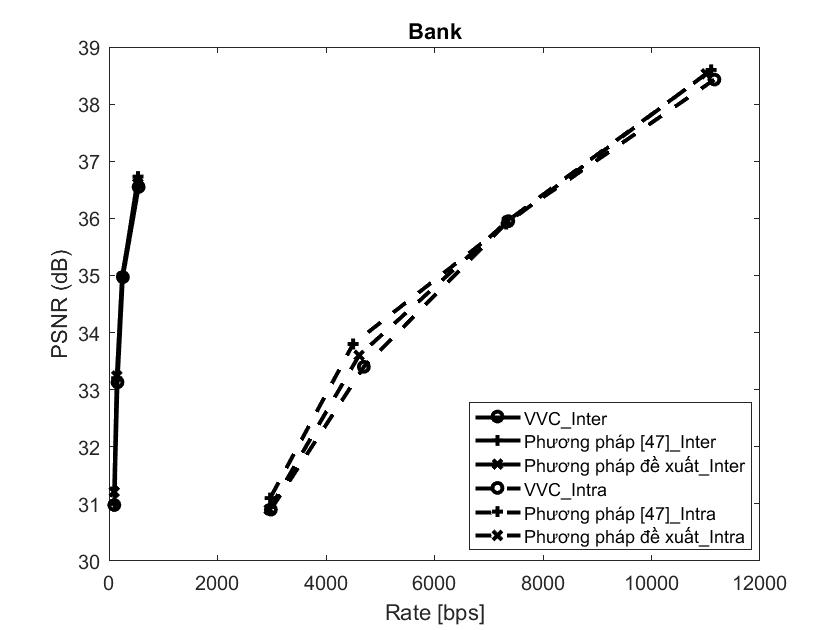 Bank
39
38
37
36
35
34
33
32
31
30
PSNR (dB)
0 2000 4000 6000 8000 10000 12000
Rate [bps]
VVC_Inter
Phương pháp [47]_Inter
Phương pháp đề xuất_Inter
VVC_Intra
Phương pháp [47]_Intra
Phương pháp đề xuất_Intra